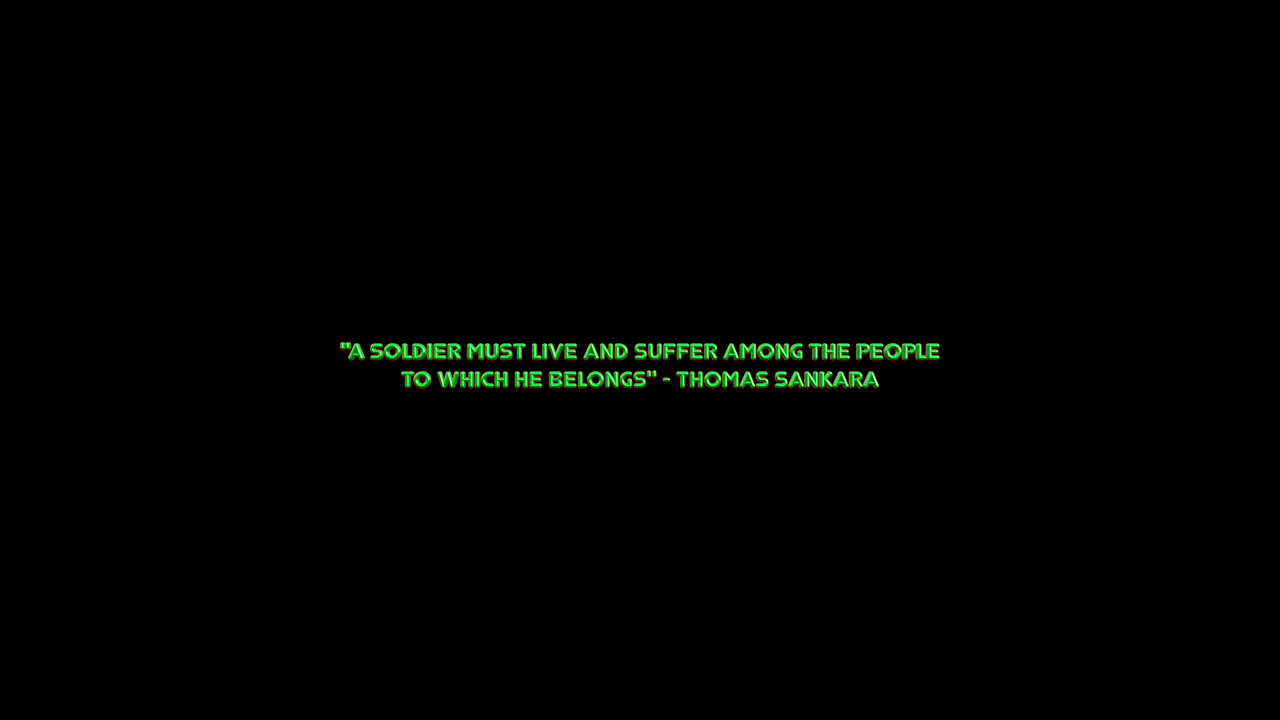 "A SOLDIER MUST LIVE AND SUFFER AMONG THE PEOPLE
TO WHICH HE BELONGS" - THOMAS SANKARA